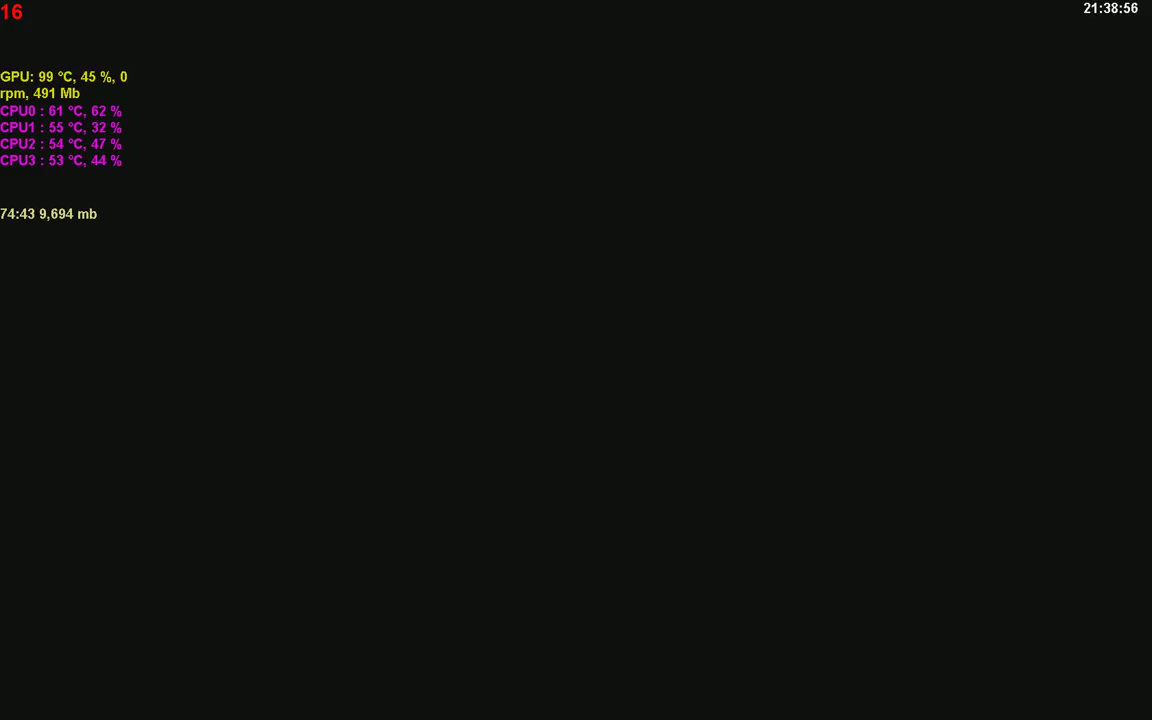 16
21:38:56
GPU: 99 °C, 45 %, 0
rpm, 491 Mb
CPU0 : 61 °C, 62 %
CPU1 : 55 °C, 32 %
CPU2 : 54 °C, 47 %
CPU3 : 53 °C, 44 %
74:43 9,694 mb